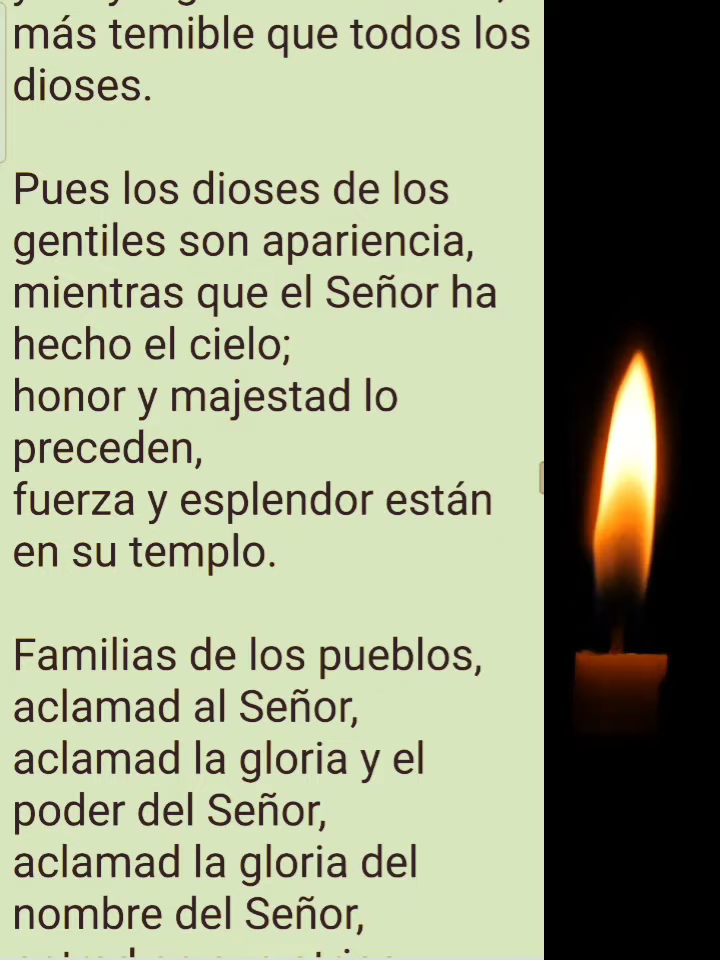 más temible que todos los
dioses.
Pues los dioses de los
gentiles son apariencia,
mientras que el Señor ha
hecho el cielo;
honor y majestad lo
preceden,
fuerza y esplendor están
en su templo.
Familias de los pueblos,
aclamad al Señor,
aclamad la gloria y el
poder del Señor,
aclamad la gloria del
nombre del Señor,